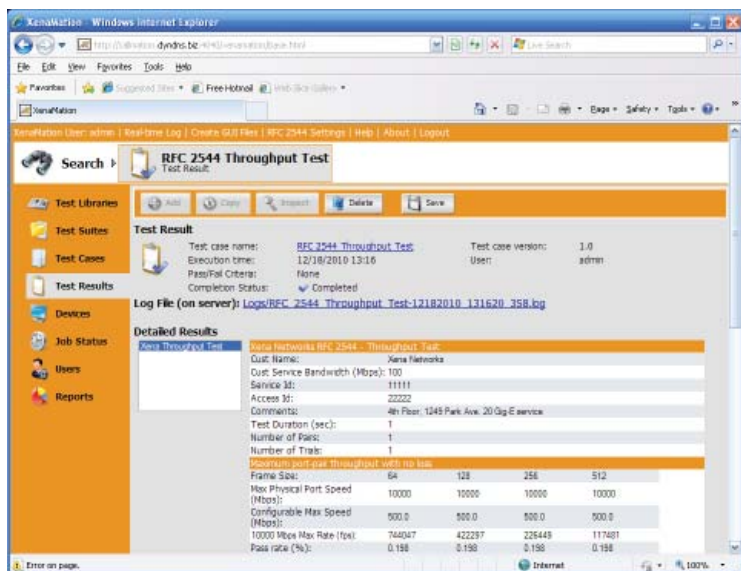 XenaMation - Windows Internet Explorer
dyndns.biz
Live Search
File Edit View Favorites Tools Help
Favorites Suggested Sites Free Hotmail Web Slice Gallery
XenaMation Page Safety Tools
XenaMation User: admin | Real-time Log | Create GUI Files | RFC 2544 Settings | Help | About | Logout
Search RFC 2544 Throughput Test
Test Result
Add Copy Import Delete Save
Test Libraries
Test Suites
Test Cases
Test Results
Devices
Job Status
Users
Reports
Test Result
Test case name: RFC 2544 Throughput Test Test case version: 1.0
Execution time: 12/18/2010 13:16 User: admin
Pass/Fail Criteria: None
Completion Status: Completed
Log File (on server): Logs/RFC_2544_Throughput_Test-12182010_131620_358.log
Detailed Results
Xena Throughput Test
Xena Networks RFC 2544 - Throughput Test
Cust Name: Xena Networks
Cust Service Bandwidth (Mbps): 100
Service Id: 11111
Access Id: 22222
Comments: 4th Floor, 1245 Park Ave. 20 Gig-E service
Test Duration (sec): 1
Number of Pairs: 1
Number of Trials: 1
Maximum port-pair throughput with no loss
Frame Size: 64 128 256 512
Max Physical Port Speed (Mbps): 10000 10000 10000 10000
Configurable Max Speed (Mbps): 500.0 500.0 500.0 500.0
10000 Mbps Max Rate (fps): 744047 422297 226449 117481
Pass rate (%): 0.198 0.198 0.198 0.198
Error on page. Internet 100%